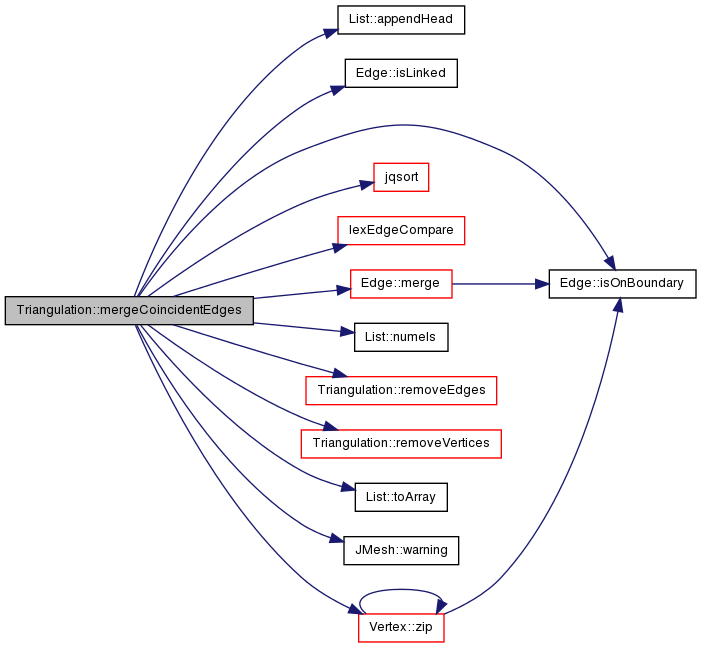 List::appendHead
Edge::isLinked
jqsort
lexEdgeCompare
Edge::merge
Edge::isOnBoundary
Triangulation::mergeCoincidentEdges
List::numels
Triangulation::removeEdges
Triangulation::removeVertices
List::toArray
JMesh::warning
Vertex::zip